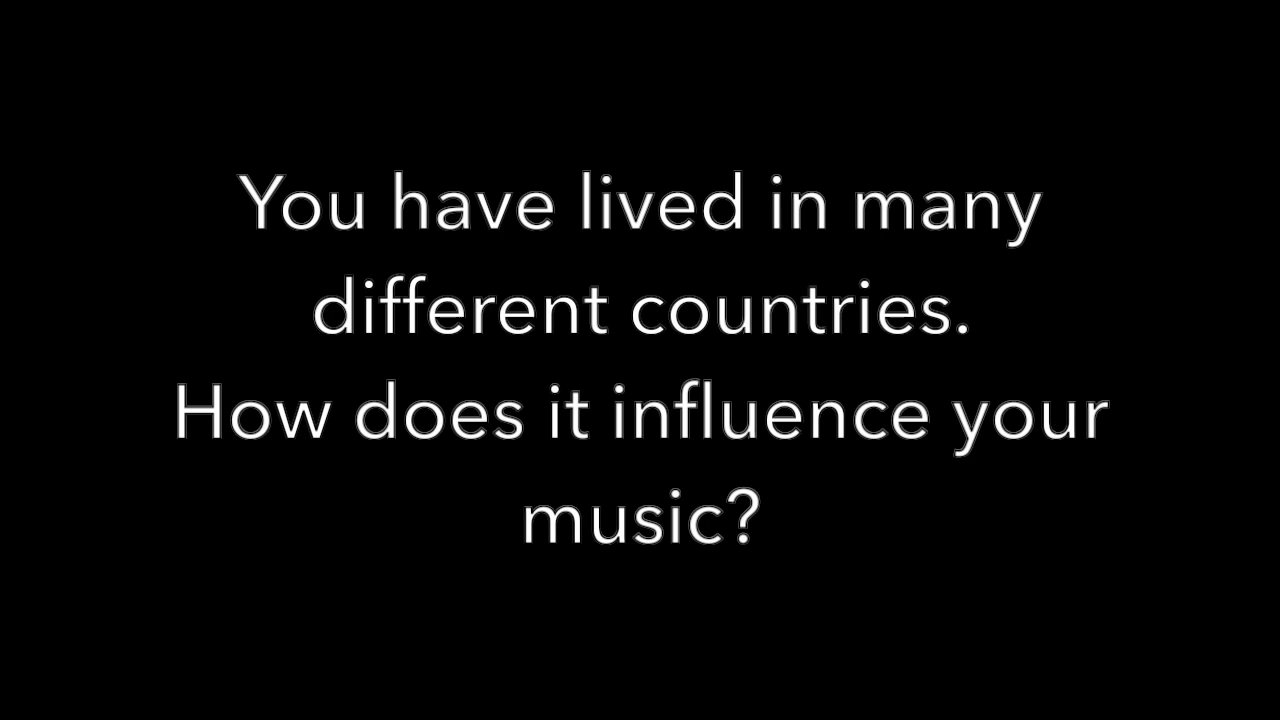 You have lived in many
different countries.
How does it influence your
music?